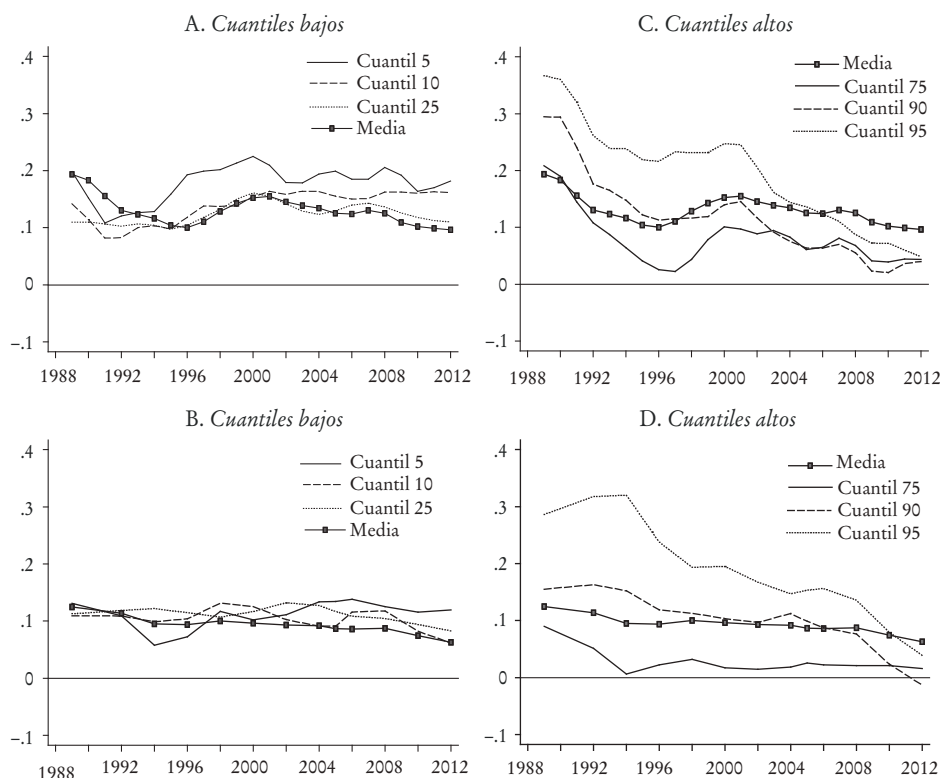 A. Cuantiles bajos
.4
.3
.2
.1
0
–.1
Cuantil 5
Cuantil 10
Cuantil 25
Media
1988 1992 1996 2000 2004 2008 2012
C. Cuantiles altos
.4
.3
.2
.1
0
–.1
Media
Cuantil 75
Cuantil 90
Cuantil 95
1988 1992 1996 2000 2004 2008 2012
B. Cuantiles bajos
.4
.3
.2
.1
0
–.1
Cuantil 5
Cuantil 10
Cuantil 25
Media
1988 1992 1996 2000 2004 2008 2012
D. Cuantiles altos
.4
.3
.2
.1
0
–.1
Media
Cuantil 75
Cuantil 90
Cuantil 95
1988 1992 1996 2000 2004 2008 2012